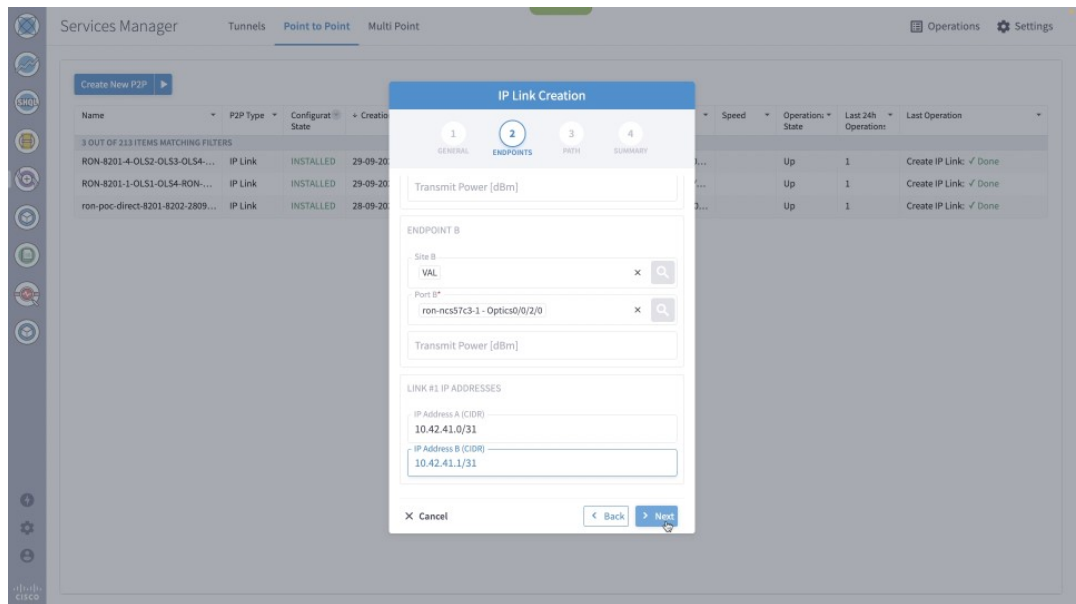 Services Manager
Tunnels
Point to Point
Multi Point
Operations
Settings
SHQL
Create New P2P
IP Link Creation
Name
P2P Type
Configurat State
Creatio
Speed
Operation: State
Last 24h Operation:
Last Operation
3 OUT OF 213 ITEMS MATCHING FILTERS
RON-8201-4-OLS2-OLS3-OLS4-... IP Link INSTALLED 29-09-20 Up 1 Create IP Link: ✓ Done
RON-8201-1-OLS1-OLS4-RON-... IP Link INSTALLED 29-09-20 Up 1 Create IP Link: ✓ Done
ron-poc-direct-8201-8202-2809... IP Link INSTALLED 28-09-20 Up 1 Create IP Link: ✓ Done
1 2 3 4
GENERAL ENDPOINTS PATH SUMMARY
Transmit Power [dBm]
ENDPOINT B
Site B
VAL
Port B*
ron-ncs57c3-1 - Optics0/0/2/0
Transmit Power [dBm]
LINK #1 IP ADDRESSES
IP Address A (CIDR)
10.42.41.0/31
IP Address B (CIDR)
10.42.41.1/31
Cancel
Back
Next
CISCO